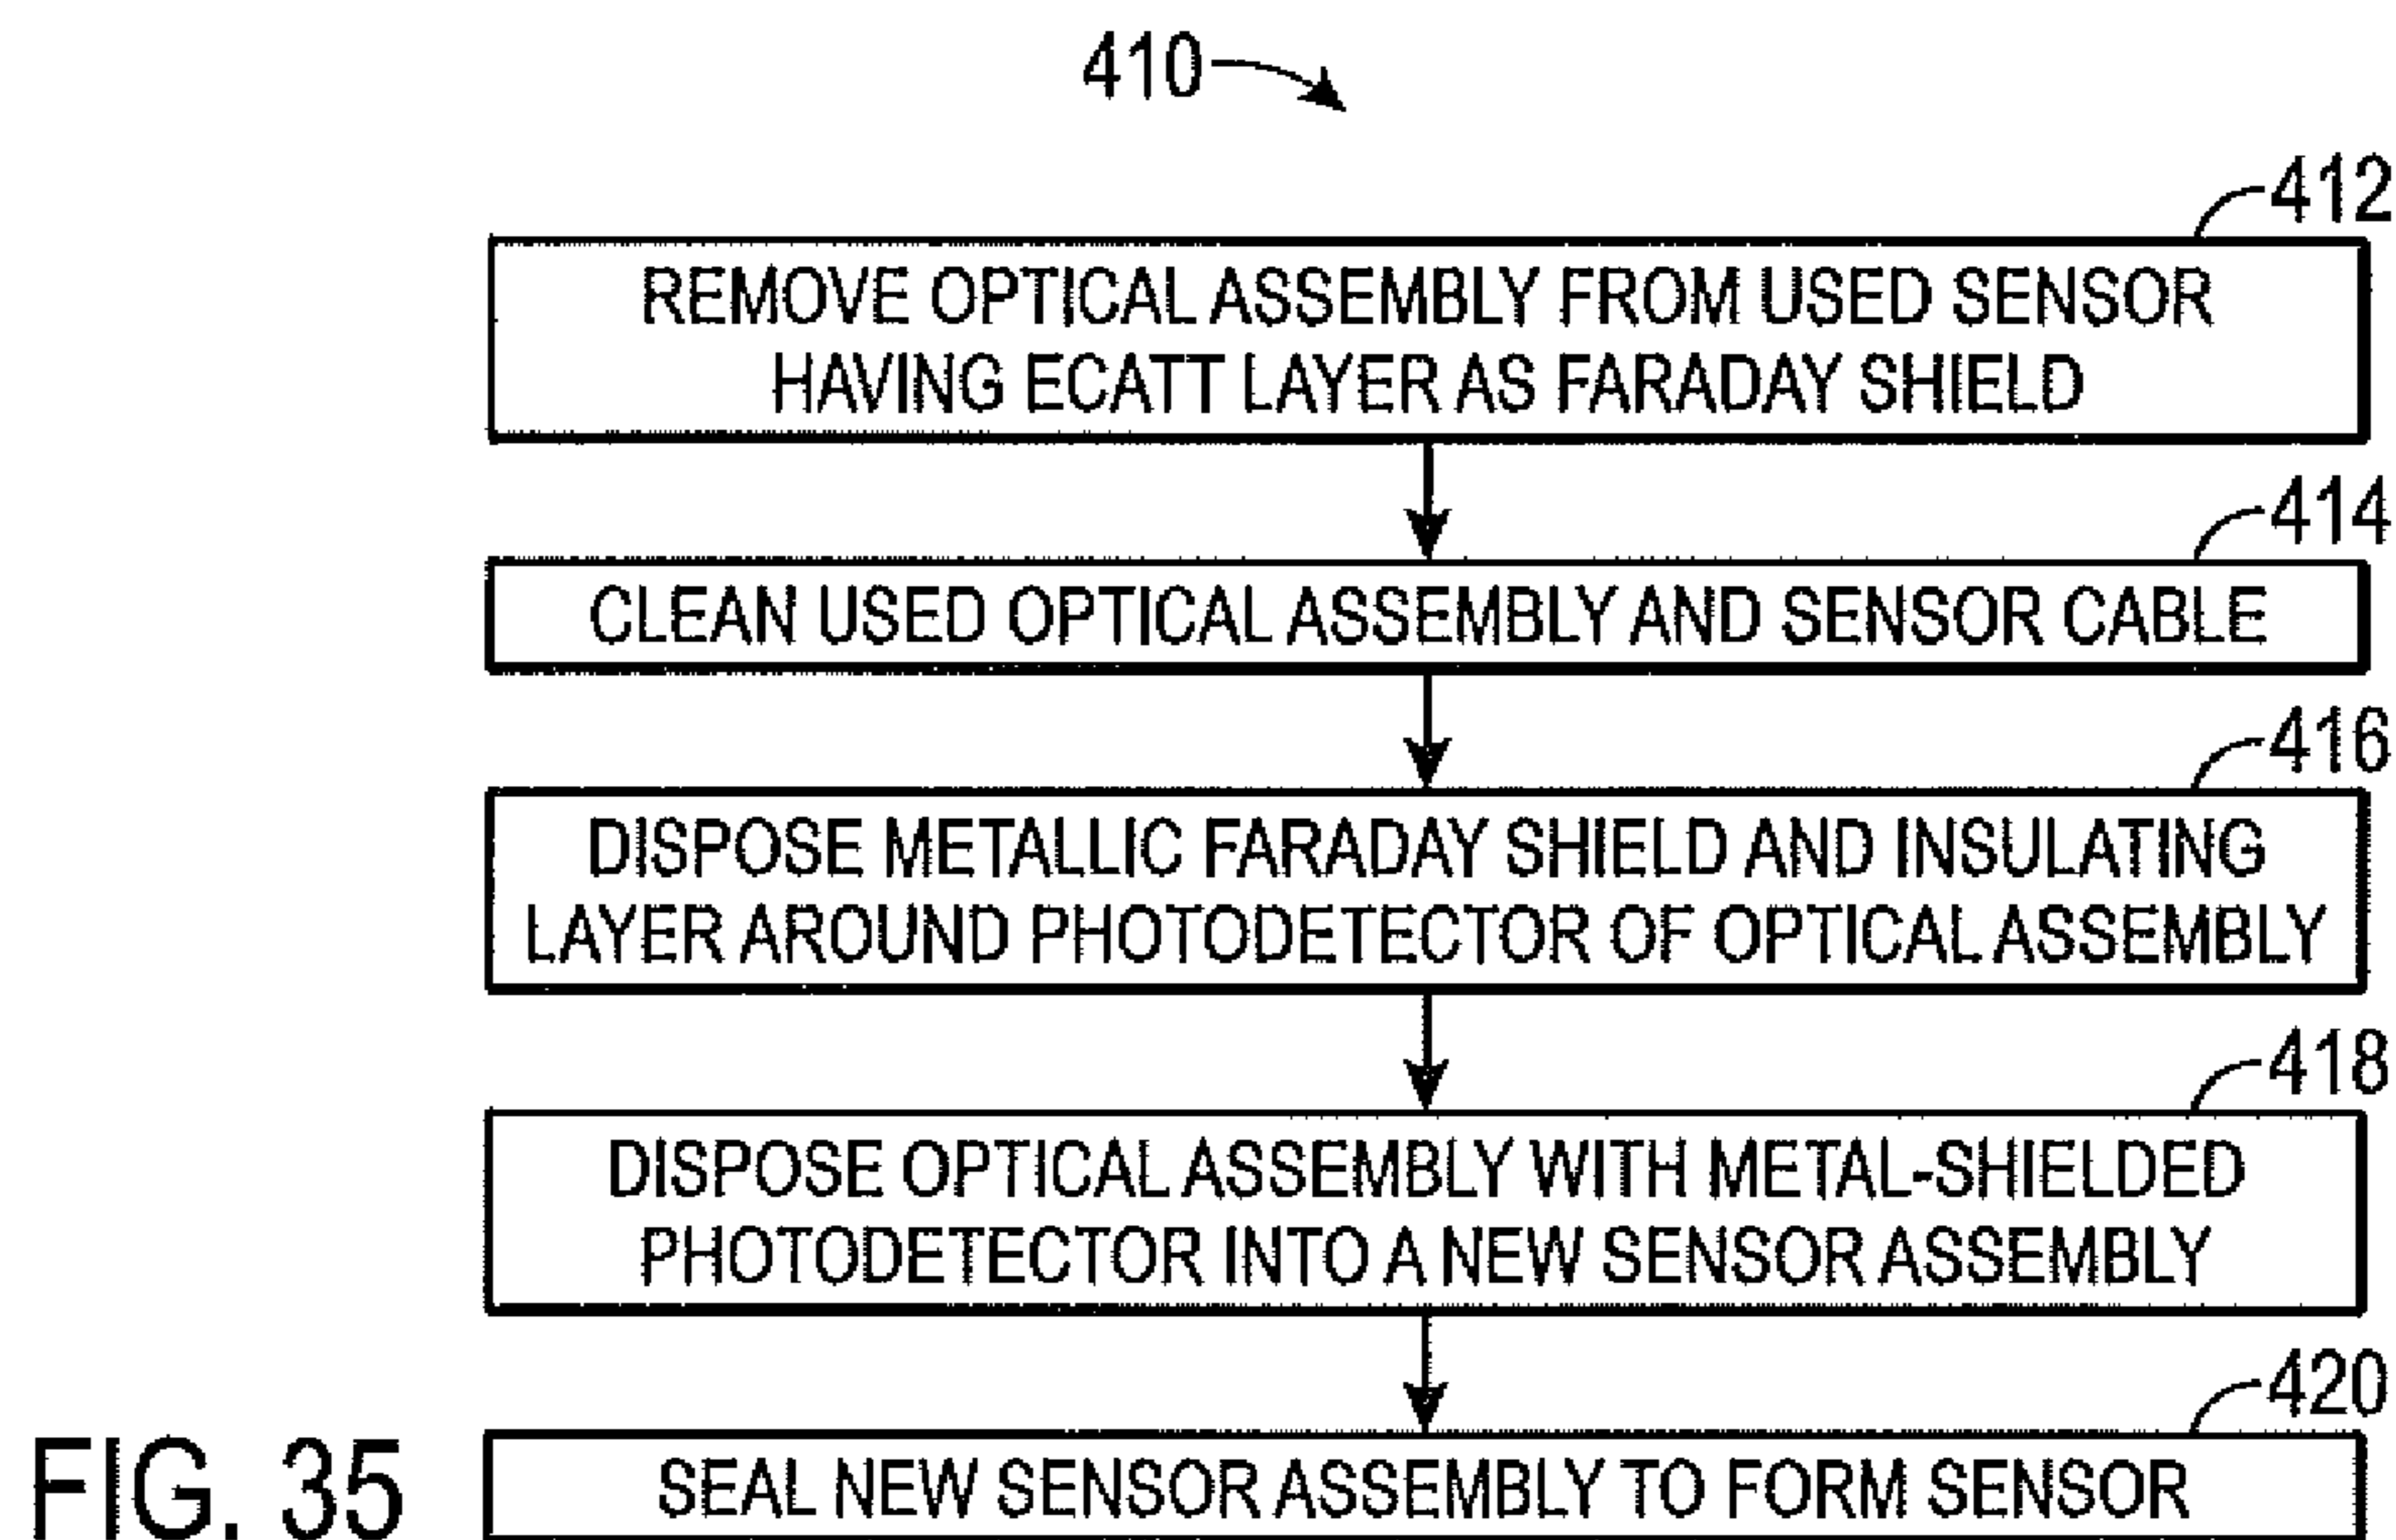 410
412
REMOVE OPTICAL ASSEMBLY FROM USED SENSOR
HAVING ECATT LAYER AS FARADAY SHIELD
414
CLEAN USED OPTICAL ASSEMBLY AND SENSOR CABLE
416
DISPOSE METALLIC FARADAY SHIELD AND INSULATING
LAYER AROUND PHOTODETECTOR OF OPTICAL ASSEMBLY
418
DISPOSE OPTICAL ASSEMBLY WITH METAL-SHIELDED
PHOTODETECTOR INTO A NEW SENSOR ASSEMBLY
420
SEAL NEW SENSOR ASSEMBLY TO FORM SENSOR
FIG. 35